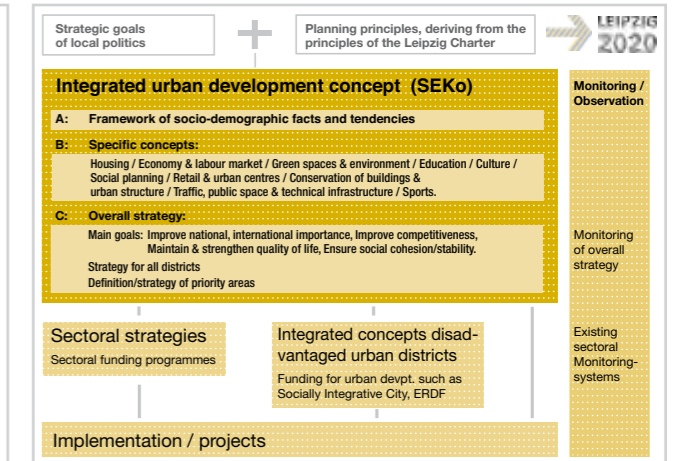 Strategic goals
of local politics
+
Planning principles, deriving from the
principles of the Leipzig Charter
LEIPZIG
2020
Integrated urban development concept (SEKo)
A: Framework of socio-demographic facts and tendencies
B: Specific concepts:
Housing / Economy & labour market / Green spaces & environment / Education / Culture /
Social planning / Retail & urban centres / Conservation of buildings &
urban structure / Traffic, public space & technical infrastructure / Sports.
C: Overall strategy:
Main goals: Improve national, international importance, Improve competitiveness,
Maintain & strengthen quality of life, Ensure social cohesion/stability.
Strategy for all districts
Definition/strategy of priority areas
Monitoring /
Observation
Monitoring
of overall
strategy
Existing
sectoral
Monitoring-
systems
Sectoral strategies
Sectoral funding programmes
Integrated concepts disad-
vantaged urban districts
Funding for urban devpt. such as
Socially Integrative City, ERDF
Implementation / projects